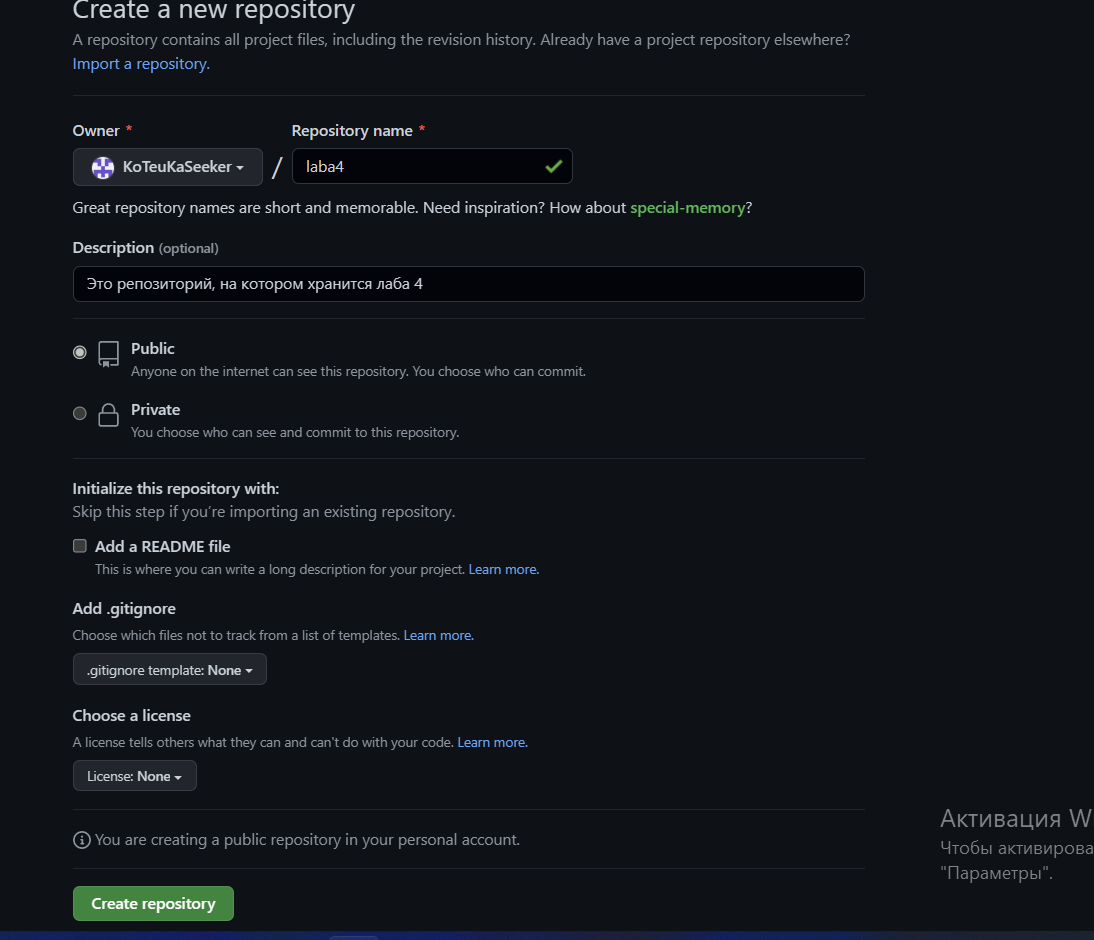 Create a new repository
A repository contains all project files, including the revision history. Already have a project repository elsewhere?
Import a repository.
Owner * Repository name *
KoTeuKaSeeker / laba4
Great repository names are short and memorable. Need inspiration? How about special-memory?
Description (optional)
Это репозиторий, на котором хранится лаба 4
Public
Anyone on the internet can see this repository. You choose who can commit.
Private
You choose who can see and commit to this repository.
Initialize this repository with:
Skip this step if you're importing an existing repository.
Add a README file
This is where you can write a long description for your project. Learn more.
Add .gitignore
Choose which files not to track from a list of templates. Learn more.
.gitignore template: None
Choose a license
A license tells others what they can and can't do with your code. Learn more.
License: None
You are creating a public repository in your personal account.
Create repository
Активация W
Чтобы активирова
"Параметры".